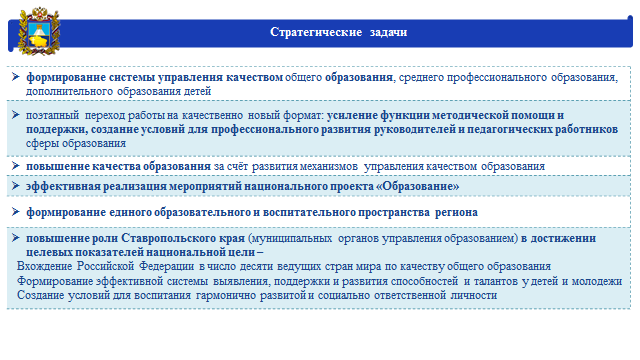 Стратегические задачи
➢ формирование системы управления качеством общего образования, среднего профессионального образования,
дополнительного образования детей
➢ поэтапный переход работы на качественно новый формат: усиление функции методической помощи и
поддержки, создание условий для профессионального развития руководителей и педагогических работников
сферы образования
➢ повышение качества образования за счёт развития механизмов управления качеством образования
➢ эффективная реализация мероприятий национального проекта «Образование»
➢ формирование единого образовательного и воспитательного пространства региона
➢ повышение роли Ставропольского края (муниципальных органов управления образованием) в достижении
целевых показателей национальной цели –
Вхождение Российской Федерации в число десяти ведущих стран мира по качеству общего образования
Формирование эффективной системы выявления, поддержки и развития способностей и талантов у детей и молодежи
Создание условий для воспитания гармонично развитой и социально ответственной личности